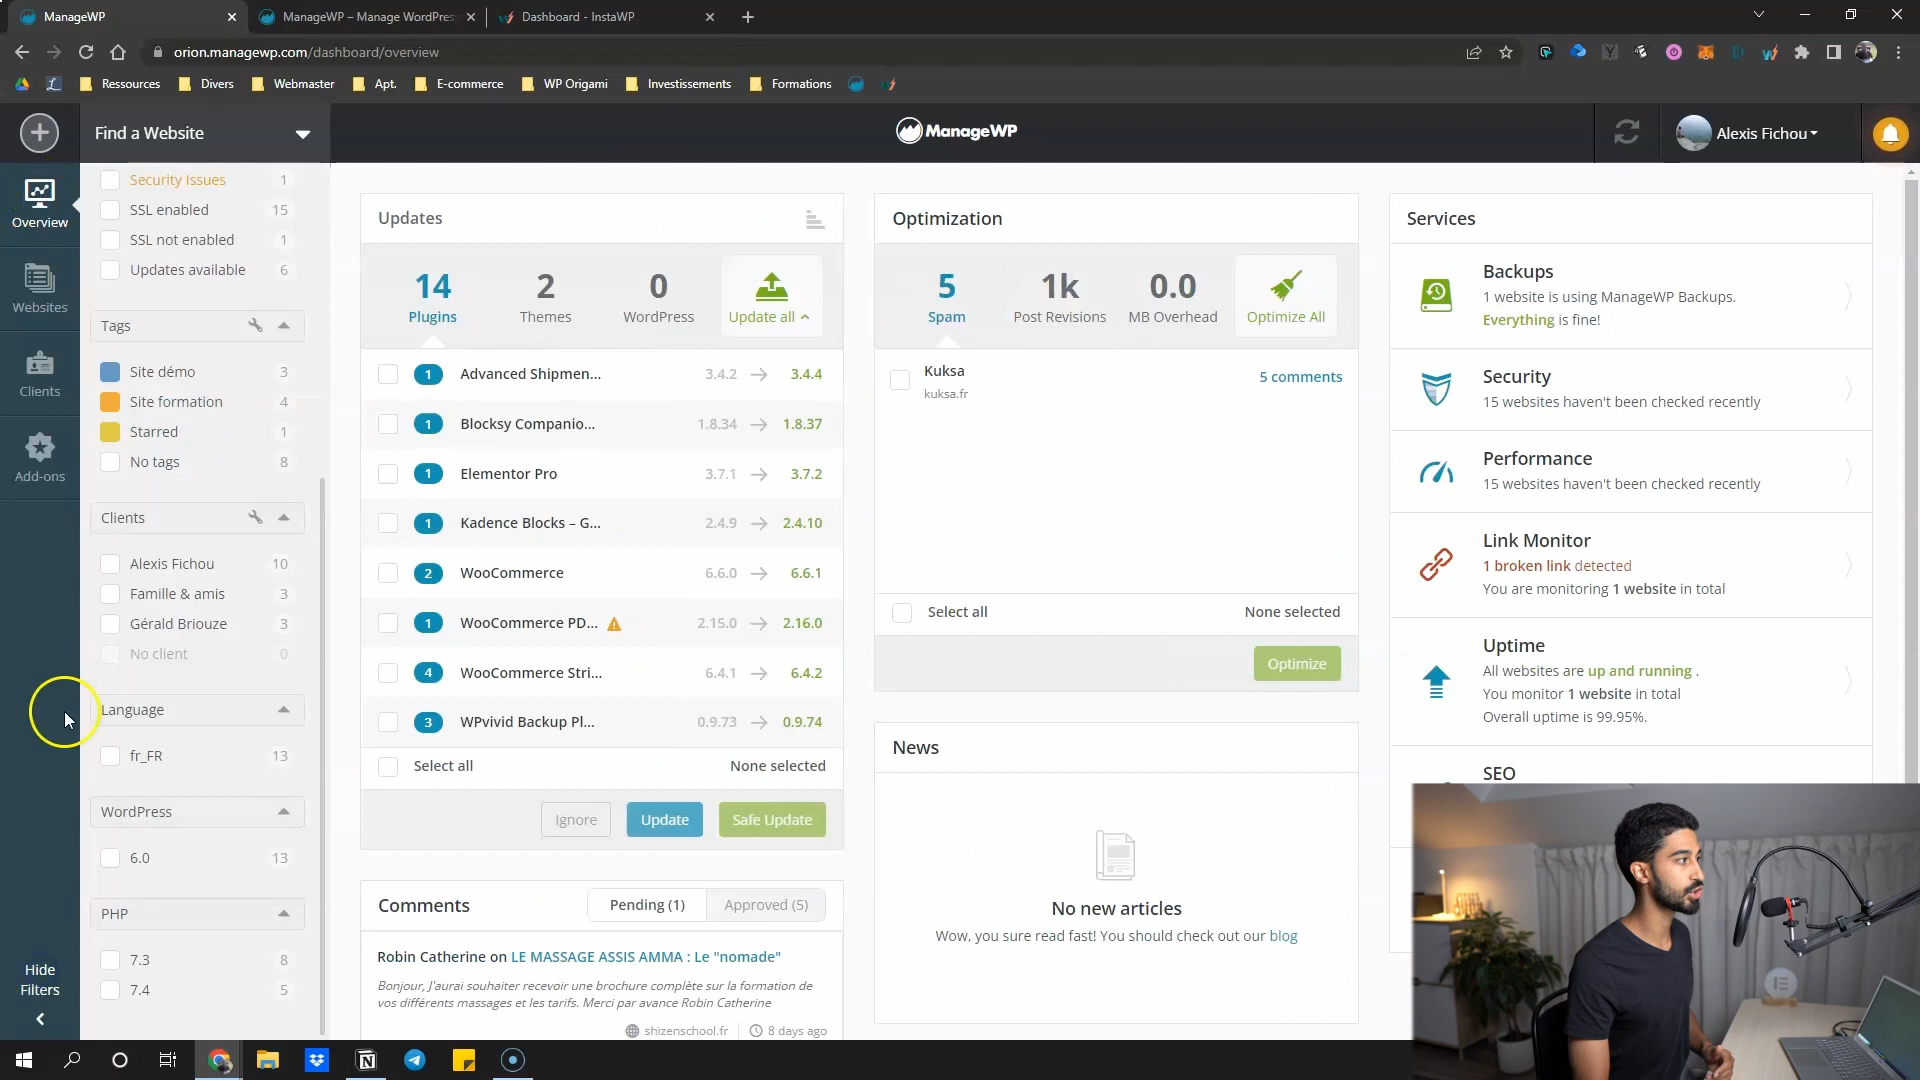 ManageWP
ManageWP – Manage WordPress
Dashboard - InstaWP
orion.managewp.com/dashboard/overview
Ressources
Divers
Webmaster
Apt.
E-commerce
WP Origami
Investissements
Formations
Find a Website
ManageWP
Alexis Fichou
Overview
Websites
Clients
Add-ons
Hide
Filters
Security Issues 1
SSL enabled 15
SSL not enabled 1
Updates available 6
Tags
Site démo 3
Site formation 4
Starred 1
No tags 8
Clients
Alexis Fichou 10
Famille & amis 3
Gérald Briouze 3
No client 0
Language
fr_FR 13
WordPress
6.0 13
PHP
7.3 8
7.4 5
Updates
14 2 0
Plugins Themes WordPress Update all
1 Advanced Shipmen... 3.4.2 → 3.4.4
1 Blocksy Companio... 1.8.34 → 1.8.37
1 Elementor Pro 3.7.1 → 3.7.2
1 Kadence Blocks – G... 2.4.9 → 2.4.10
2 WooCommerce 6.6.0 → 6.6.1
1 WooCommerce PD... 2.15.0 → 2.16.0
4 WooCommerce Stri... 6.4.1 → 6.4.2
3 WPvivid Backup Pl... 0.9.73 → 0.9.74
Select all None selected
Ignore Update Safe Update
Comments
Pending (1) Approved (5)
Robin Catherine on LE MASSAGE ASSIS AMMA : Le "nomade"
Bonjour, J'aurai souhaiter recevoir une brochure complète sur la formation de
vos différents massages et les tarifs. Merci par avance Robin Catherine
shizenschool.fr 8 days ago
Optimization
5 1k 0.0
Spam Post Revisions MB Overhead Optimize All
Kuksa
kuksa.fr
5 comments
Select all None selected
Optimize
News
No new articles
Wow, you sure read fast! You should check out our blog
Services
Backups
1 website is using ManageWP Backups.
Everything is fine!
Security
15 websites haven't been checked recently
Performance
15 websites haven't been checked recently
Link Monitor
1 broken link detected
You are monitoring 1 website in total
Uptime
All websites are up and running .
You monitor 1 website in total
Overall uptime is 99.95%.
SEO